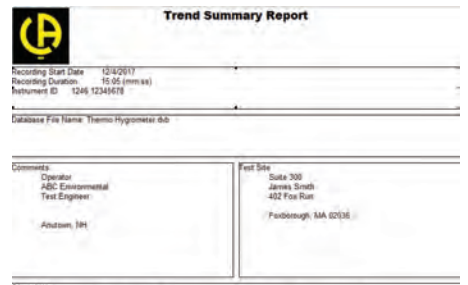 Trend Summary Report
Recording Start Date 12/4/2017
Recording Duration 15:05 (mm:ss)
Instrument ID 1246 12345678
Database File Name: Thermo Hygrometer.dvb
Comments
Operator
ABC Environmental
Test Engineer
Anutown, NH
Test Site
Suite 300
James Smith
402 Fox Run
Foxborough, MA 02035